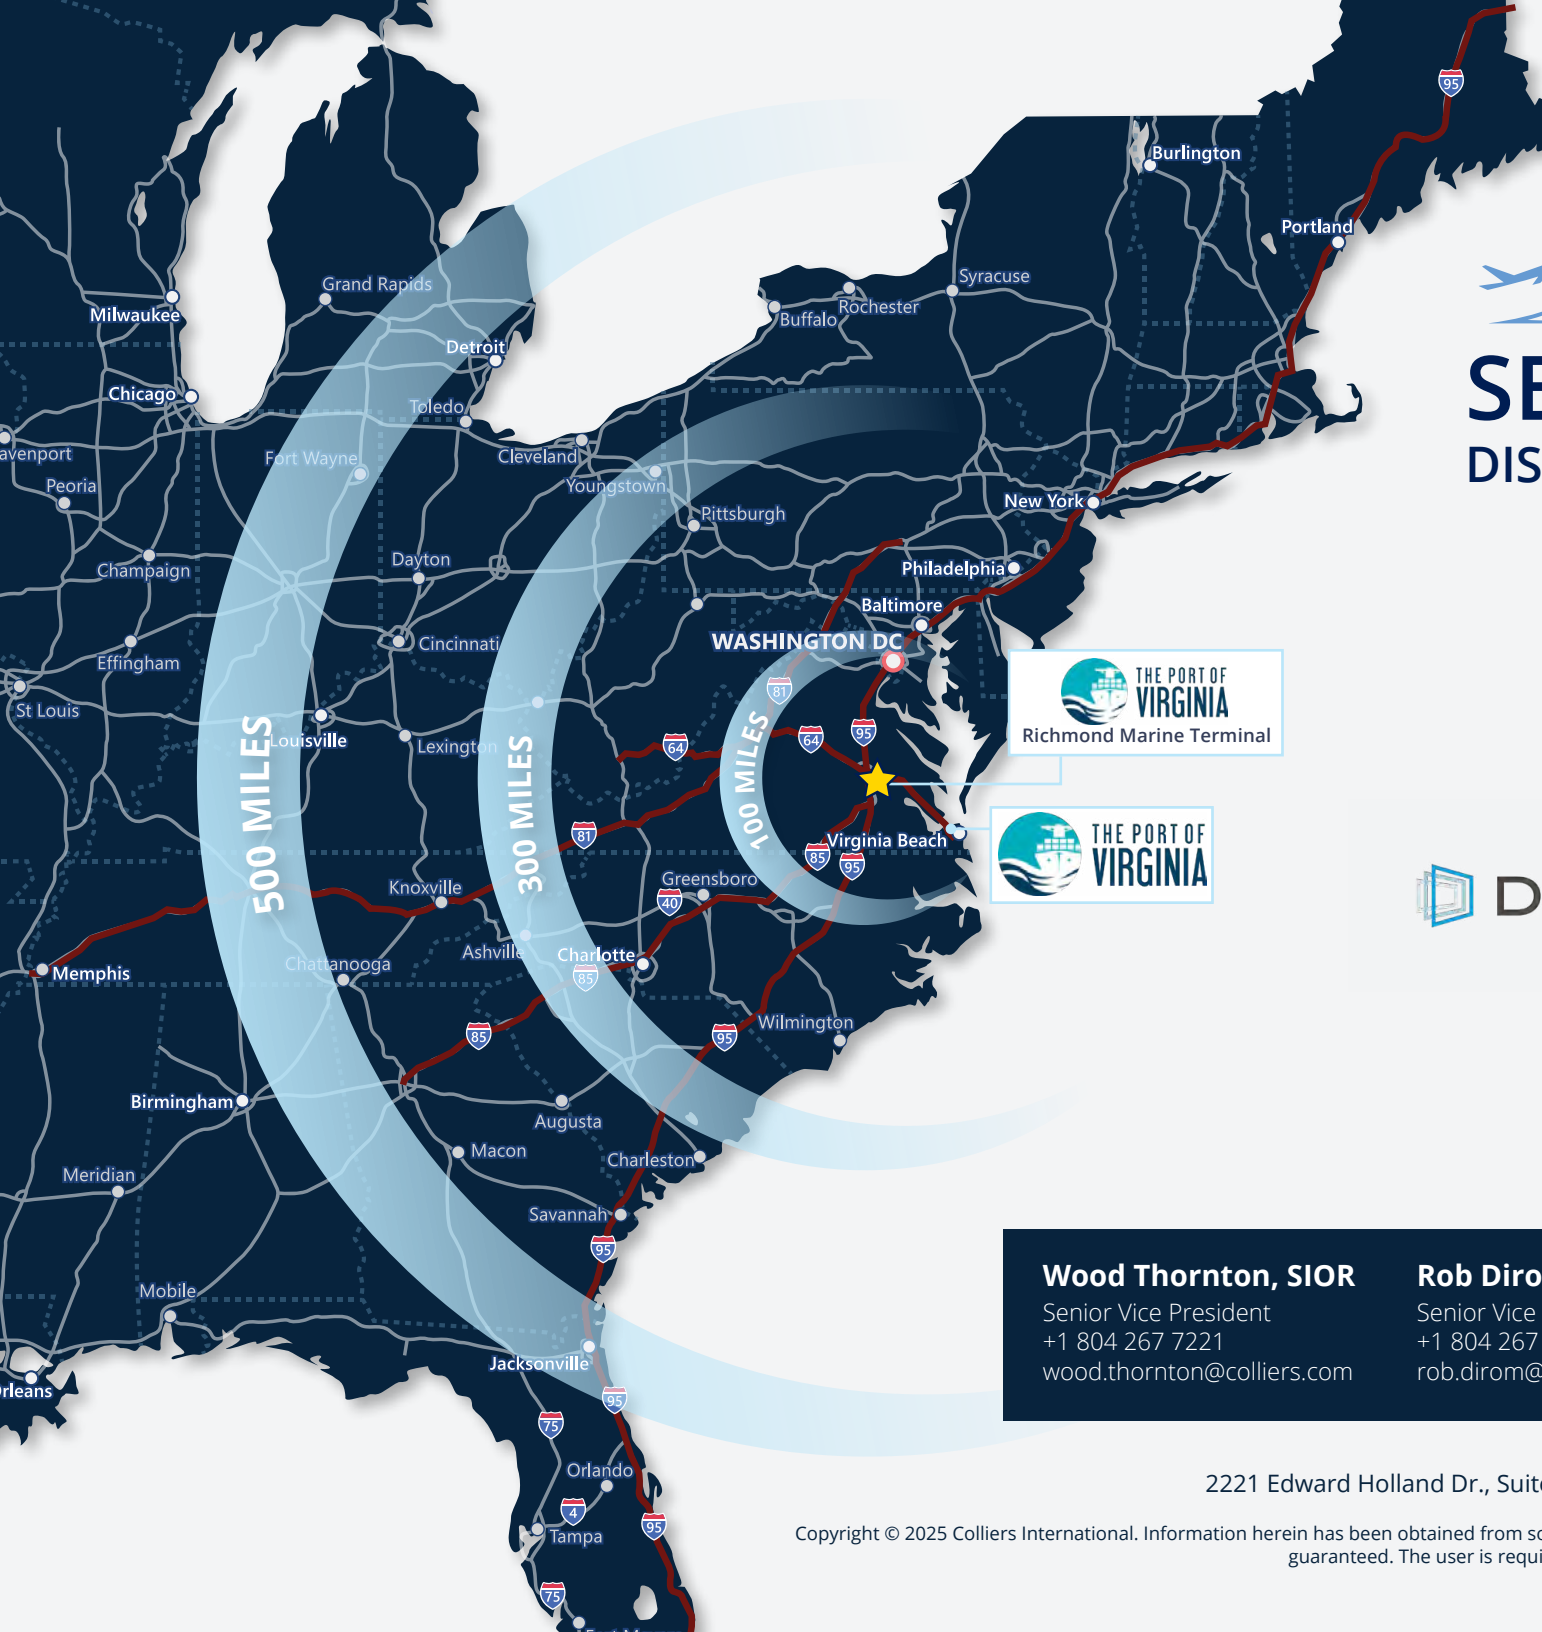 95
Burlington
Portland
Syracuse
Grand Rapids
Rochester
Milwaukee
Buffalo
Detroit
SE
Chicago
Toledo
avenport
Fort Wayne
Cleveland
DIS
Peoria
Youngstown
New York
Pittsburgh
Dayton
Champaign
Philadelphia
Baltimore
Cincinnati
WASHINGTON DC
Effingham
THE PORT OF
VIRGINIA
Richmond Marine Terminal
81
St Louis
Louisville
Lexington
64
64
95
500 MILES
300 MILES
100 MILES
81
Virginia Beach
THE PORT OF
VIRGINIA
85
95
Knoxville
Greensboro
40
D
Ashville
Charlotte
Chattanooga
85
Memphis
Wilmington
85
95
Birmingham
Augusta
Macon
Charleston
Meridian
Savannah
95
Mobile
Jacksonville
rleans
95
75
Orlando
4
Tampa
95
75
Wood Thornton, SIOR
Senior Vice President
+1 804 267 7221
wood.thornton@colliers.com
Rob Diro
Senior Vice
+1 804 267
rob.dirom@
2221 Edward Holland Dr., Suit
Copyright © 2025 Colliers International. Information herein has been obtained from so
guaranteed. The user is requi